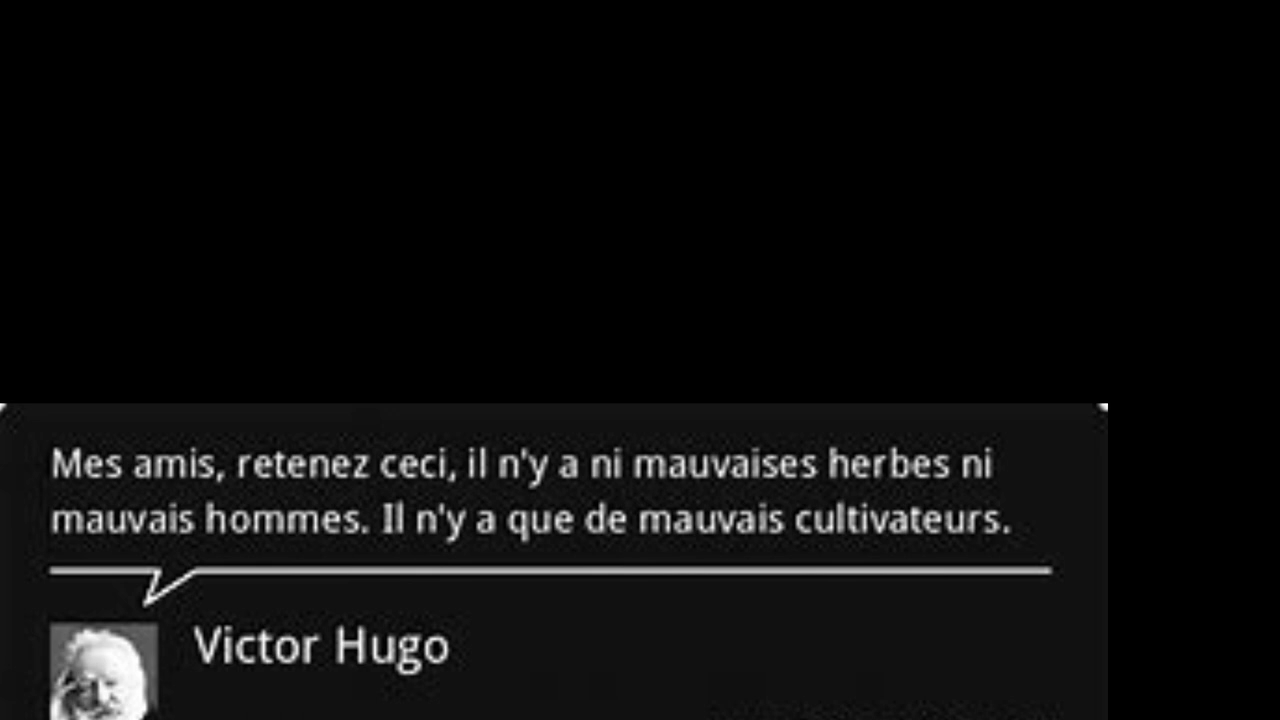 Mes amis, retenez ceci, il n'y a ni mauvaises herbes ni
mauvais hommes. Il n'y a que de mauvais cultivateurs.
Victor Hugo